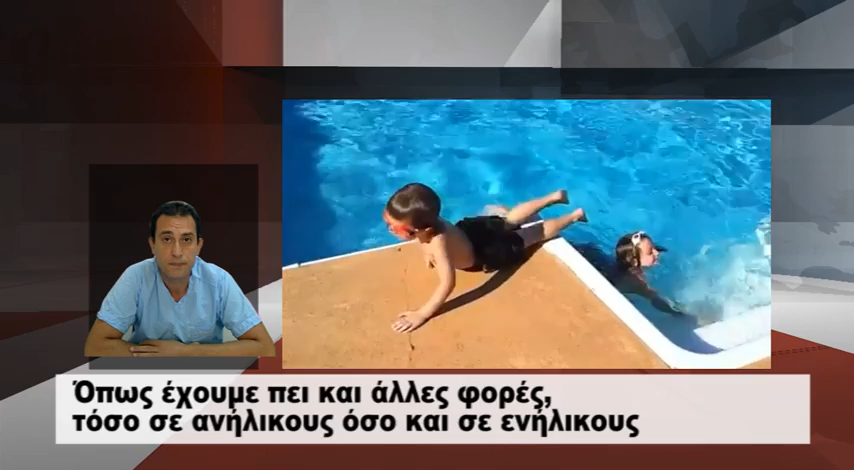 Όπως έχουμε πει και άλλες φορές,
τόσο σε ανήλικους όσο και σε ενήλικους